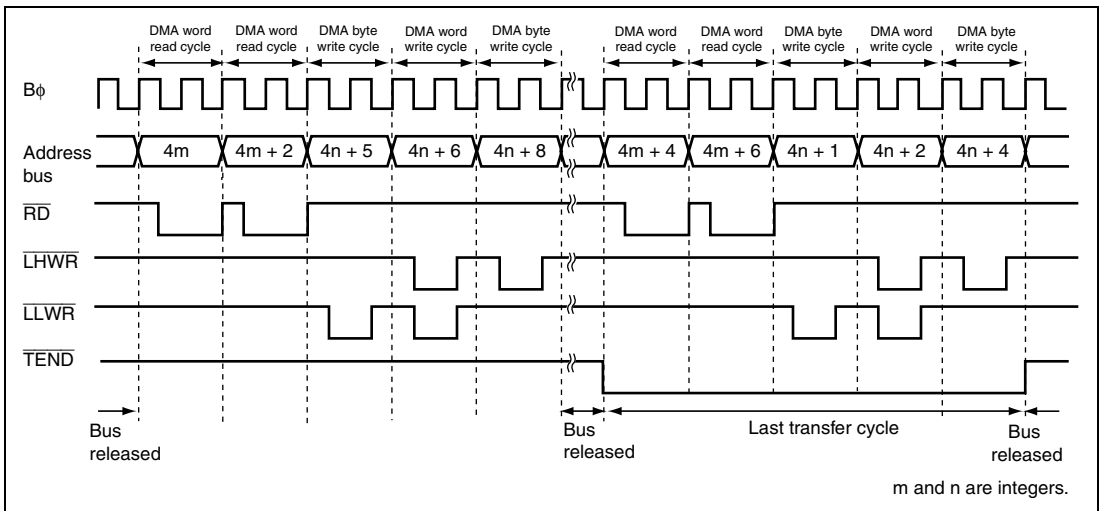 DMA word read cycle
DMA word read cycle
DMA byte write cycle
DMA word write cycle
DMA byte write cycle
DMA word read cycle
DMA word read cycle
DMA byte write cycle
DMA word write cycle
DMA byte write cycle
Bϕ
Address bus
4m
4m + 2
4n + 5
4n + 6
4n + 8
4m + 4
4m + 6
4n + 1
4n + 2
4n + 4
RD
LHWR
LLWR
TEND
Bus released
Bus released
Last transfer cycle
Bus released
m and n are integers.